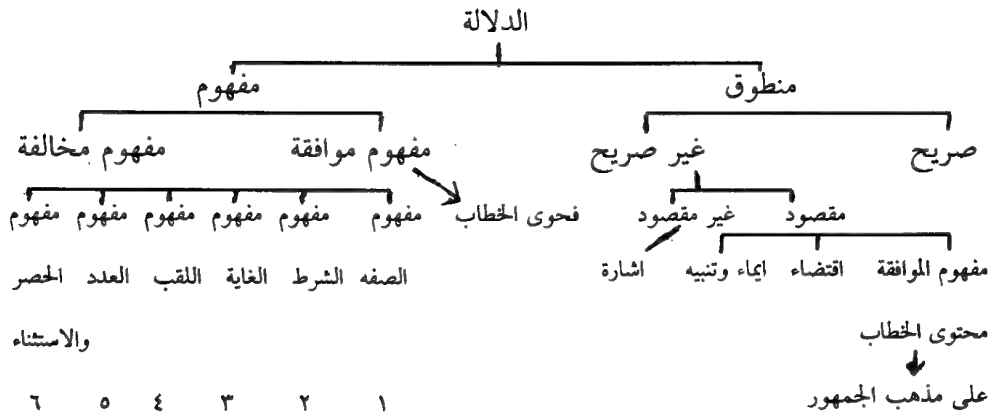 الدلالة
منطوق مفهوم
صريح غير صريح مفهوم موافقة مفهوم مخالفة
مقصود غير مقصود فحوى الخطاب مفهوم مفهوم مفهوم مفهوم مفهوم مفهوم
مفهوم الموافقة اقتضاء ايماء وتنبيه اشارة الصفه الشرط الغاية اللقب العدد الحصر
محتوى الخطاب والاستثناء
على مذهب الجمهور ١ ٢ ٣ ٤ ٥ ٦